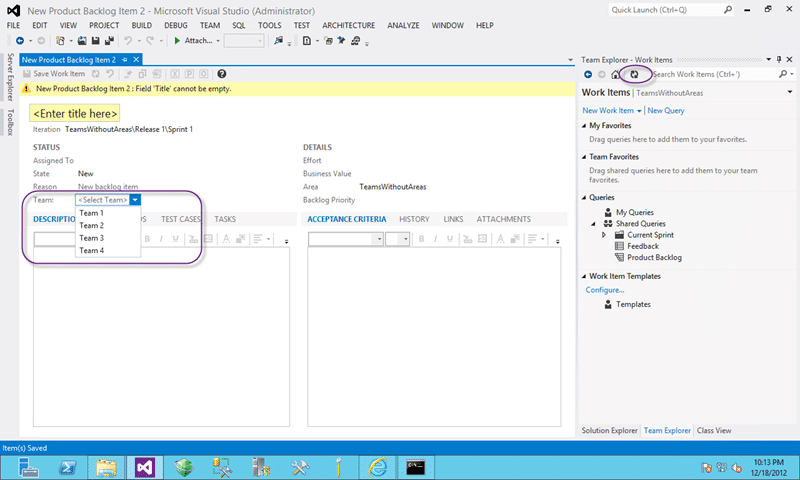 New Product Backlog Item 2 - Microsoft Visual Studio (Administrator)
Quick Launch (Ctrl+Q)
FILE EDIT VIEW PROJECT BUILD DEBUG TEAM SQL TOOLS TEST ARCHITECTURE ANALYZE WINDOW HELP
Attach...
Server Explorer
Toolbox
New Product Backlog Item 2
Save Work Item
New Product Backlog Item 2 : Field 'Title' cannot be empty.
<Enter title here>
Iteration TeamsWithoutAreas\Release 1\Sprint 1
STATUS
Assigned To
State New
Reason New backlog item
Team: <Select Team>
Team 1
Team 2
Team 3
Team 4
DETAILS
Effort
Business Value
Area TeamsWithoutAreas
Backlog Priority
DESCRIPTION
TEST CASES TASKS
B I U
ACCEPTANCE CRITERIA HISTORY LINKS ATTACHMENTS
B I U
Team Explorer - Work Items
Search Work Items (Ctrl+')
Work Items | TeamsWithoutAreas
New Work Item | New Query
My Favorites
Drag queries here to add them to your favorites.
Team Favorites
Drag shared queries here to add them to your team
favorites.
Queries
My Queries
Shared Queries
Current Sprint
Feedback
Product Backlog
Work Item Templates
Configure...
Templates
Solution Explorer Team Explorer Class View
Item(s) Saved
10:13 PM
12/18/2012